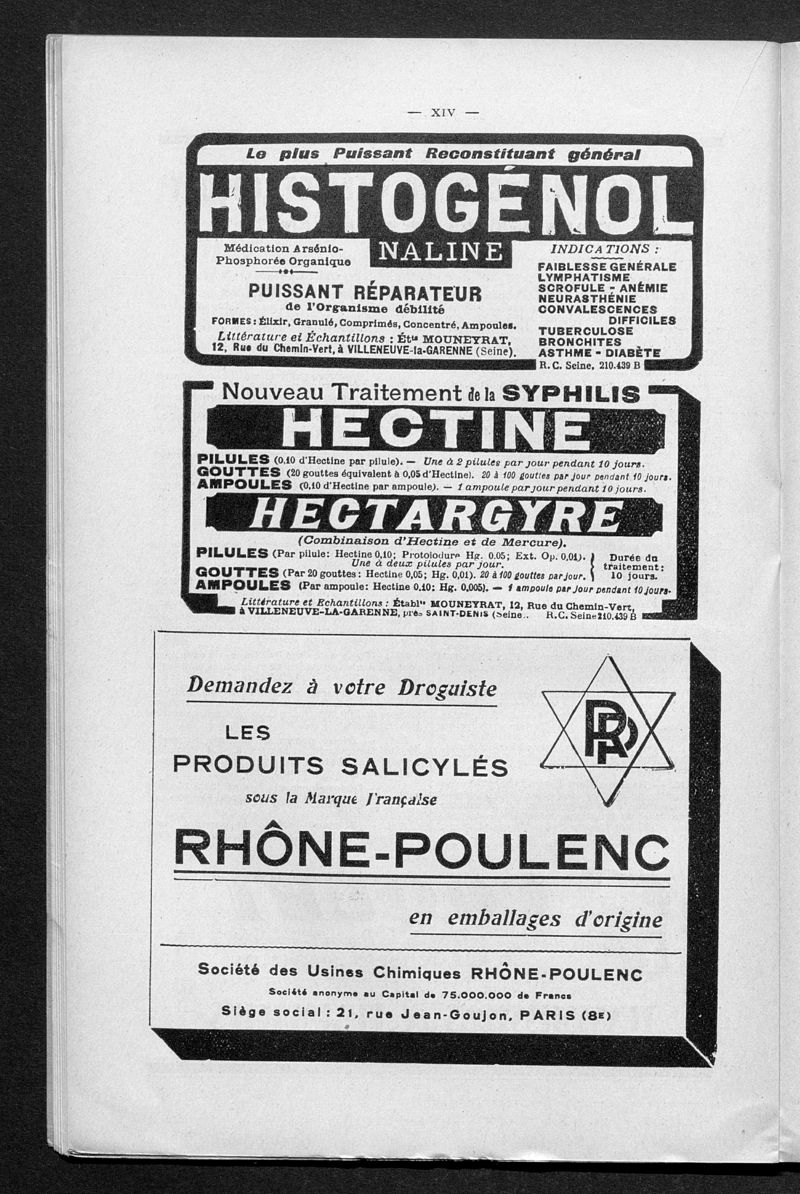 — XIV —
Le plus Puissant Reconstituant général
HISTOGÉNOL
NALINE
Médication Arsénio-
Phosphorée Organique
PUISSANT RÉPARATEUR
de l'Organisme débilité
FORMES : Élixir, Granulé, Comprimés, Concentré, Ampoules.
Littérature et Échantillons : Étts MOUNEYRAT,
12, Rue du Chemin-Vert, à VILLENEUVE-la-GARENNE (Seine).
INDICATIONS :
FAIBLESSE GÉNÉRALE
LYMPHATISME
SCROFULE - ANÉMIE
NEURASTHÉNIE
CONVALESCENCES
DIFFICILES
TUBERCULOSE
BRONCHITES
ASTHME - DIABÈTE
R. C. Seine, 210.439 B
Nouveau Traitement de la SYPHILIS
HECTINE
PILULES (0.10 d'Hectine par pilule). — Une à 2 pilules par jour pendant 10 jours.
GOUTTES (20 gouttes équivalent à 0,05 d'Hectine). 20 à 100 gouttes par jour pendant 10 jours.
AMPOULES (0,10 d'Hectine par ampoule). — 1 ampoule par jour pendant 10 jours.
HECTARGYRE
(Combinaison d'Hectine et de Mercure).
PILULES (Par pilule: Hectine 0,10; Protoiodure Hg. 0.05; Ext. Op. 0,01).
Une à deux pilules par jour.
GOUTTES (Par 20 gouttes : Hectine 0,05; Hg. 0,01). 20 à 100 gouttes par jour.
Durée du
traitement:
10 jours.
AMPOULES (Par ampoule: Hectine 0,10; Hg. 0,005). — 1 ampoule par jour pendant 10 jours.
Littérature et Echantillons : Établts MOUNEYRAT, 12, Rue du Chemin-Vert,
à VILLENEUVE-LA-GARENNE, près SAINT-DENIS (Seine). R. C. Seine 210.439 B
Demandez à votre Droguiste
RP
LES
PRODUITS SALICYLÉS
sous la Marque Française
RHÔNE-POULENC
en emballages d'origine
Société des Usines Chimiques RHÔNE-POULENC
Société anonyme au Capital de 75.000.000 de Francs
Siège social : 21, rue Jean-Goujon, PARIS (8E)